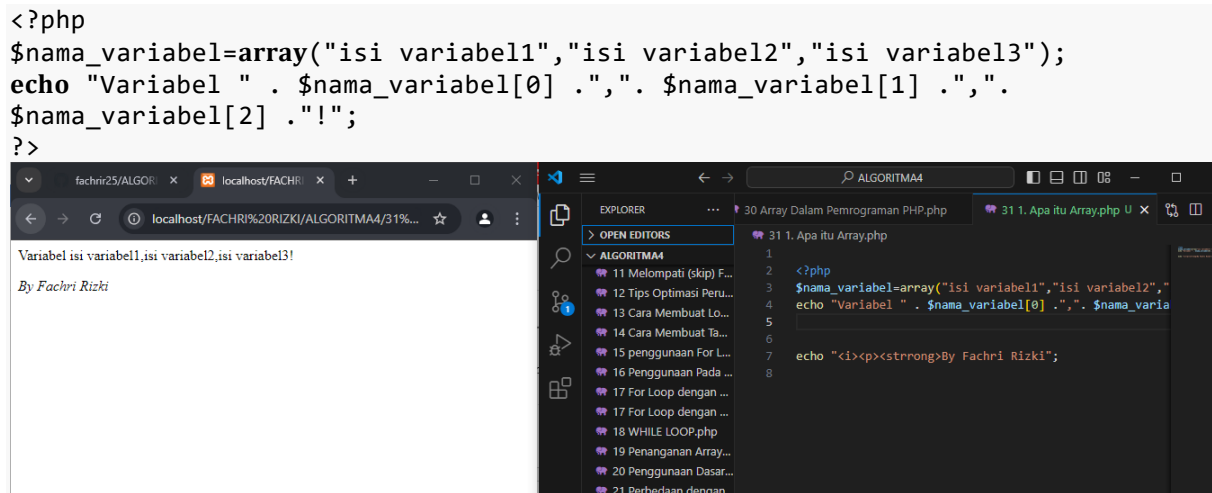 <?php
$nama_variabel=array("isi variabel1","isi variabel2","isi variabel3");
echo "Variabel " . $nama_variabel[0] .",". $nama_variabel[1] .",".
$nama_variabel[2] ."!";
?>
fachrir25/ALGOR
localhost/FACHRI
localhost/FACHRI%20RIZKI/ALGORITMA4/31%...
Variabel isi variabel1,isi variabel2,isi variabel3!
By Fachri Rizki
ALGORITMA4
EXPLORER ...
30 Array Dalam Pemrograman PHP.php
31 1. Apa itu Array.php U
> OPEN EDITORS
31 1. Apa itu Array.php
ALGORITMA4
11 Melompati (skip) F...
12 Tips Optimasi Peru...
13 Cara Membuat Lo...
14 Cara Membuat Ta...
15 penggunaan For L...
16 Penggunaan Pada ...
17 For Loop dengan ...
17 For Loop dengan ...
18 WHILE LOOP.php
19 Penanganan Array...
20 Penggunaan Dasar...
21 Perbedaan dengan
1
2 <?php
3 $nama_variabel=array("isi variabel1","isi variabel2","
4 echo "Variabel " . $nama_variabel[0] .",". $nama_varia
5
6
7 echo "<i><p><strrong>By Fachri Rizki";
8
1